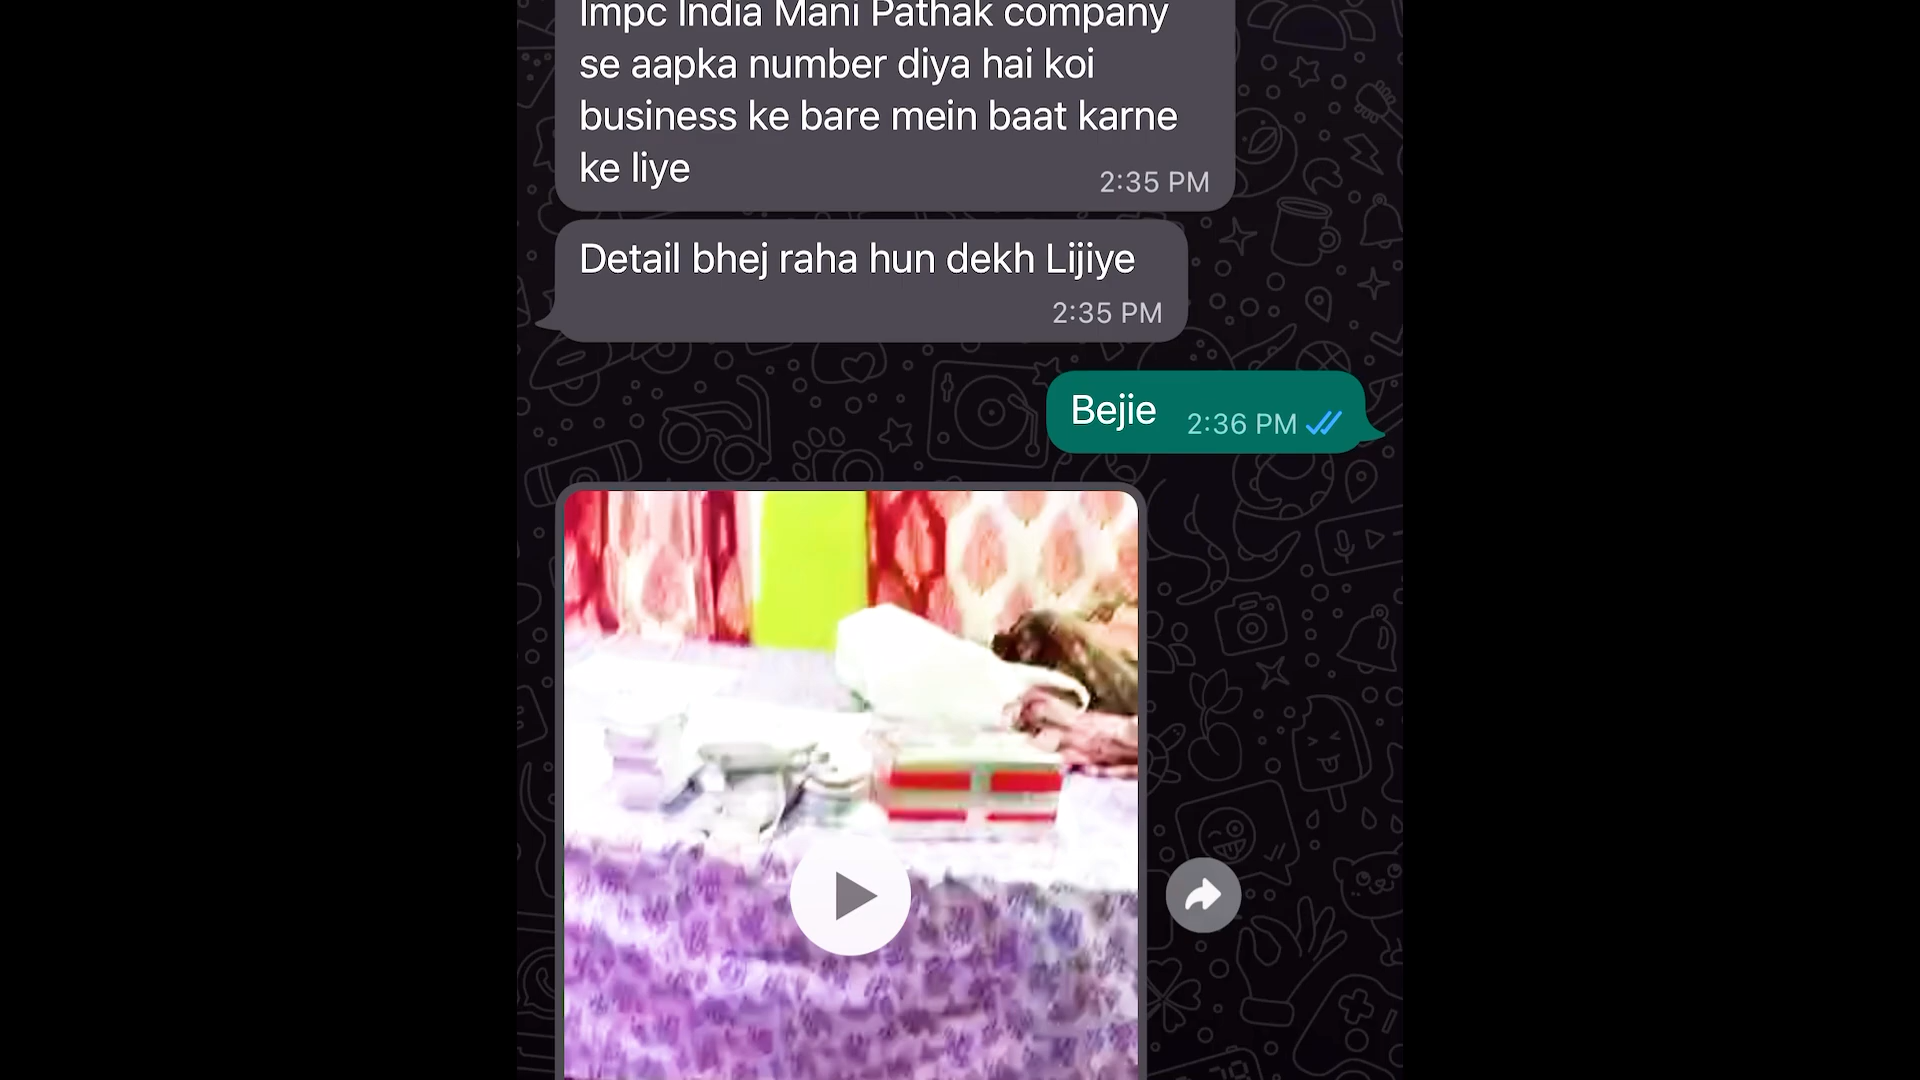 Impc India Mani Pathak company
se aapka number diya hai koi
business ke bare mein baat karne
ke liye
2:35 PM
Detail bhej raha hun dekh Lijiye
2:35 PM
Bejie 2:36 PM